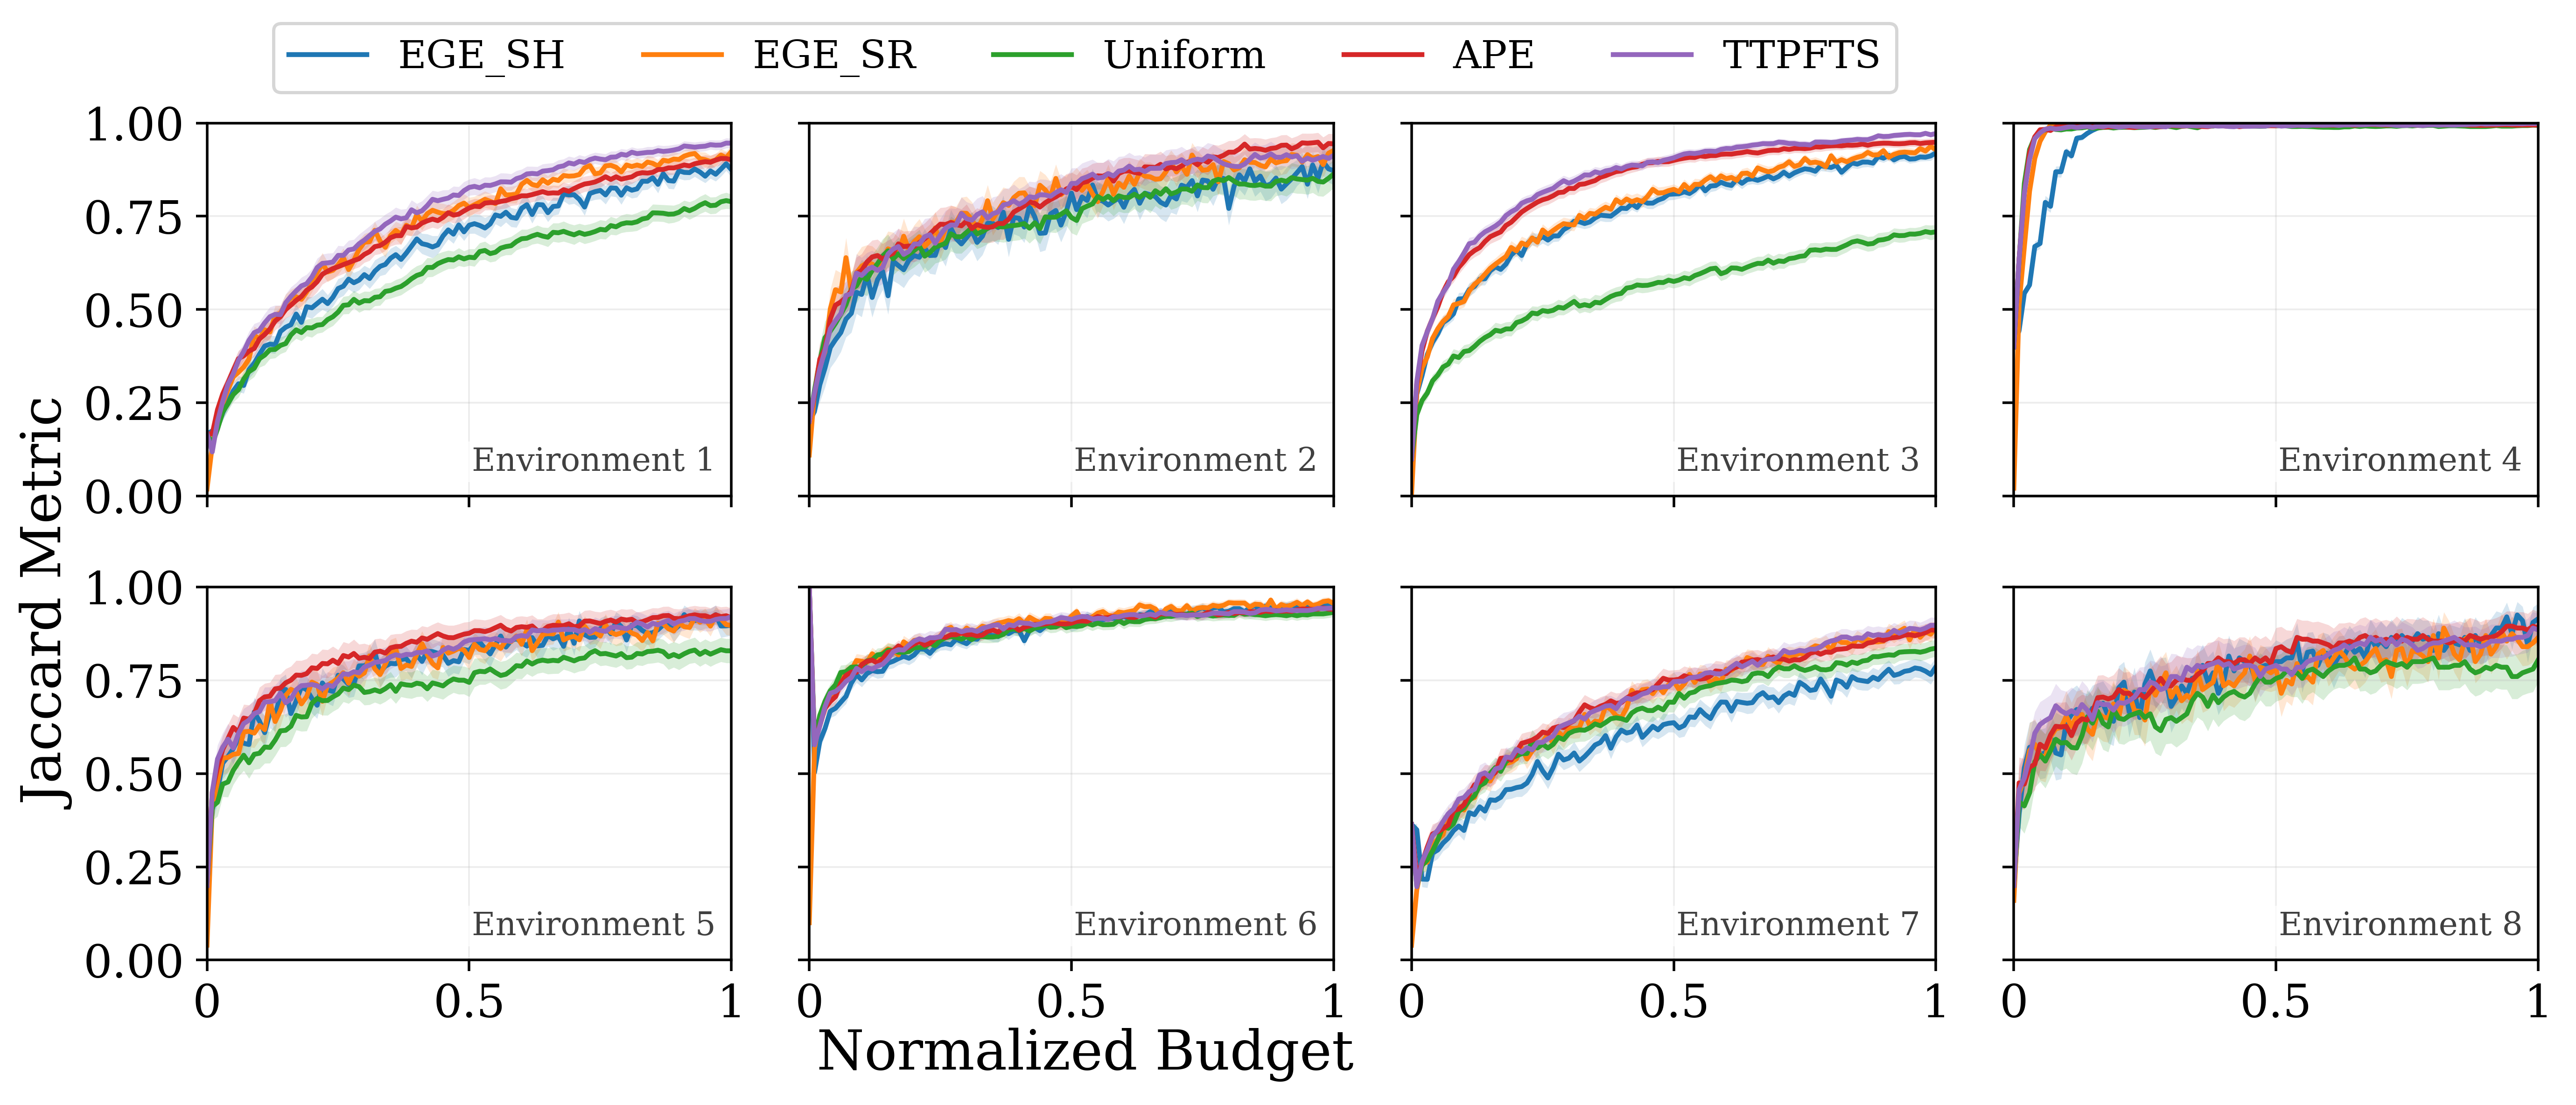 EGE_SH EGE_SR Uniform APE TTPFTS
Jaccard Metric
1.00
0.75
0.50
0.25
0.00
Environment 1
Environment 2
Environment 3
Environment 4
1.00
0.75
0.50
0.25
0.00
Environment 5
Environment 6
Environment 7
Environment 8
0 0.5 1
0 0.5 1
0 0.5 1
0 0.5 1
Normalized Budget